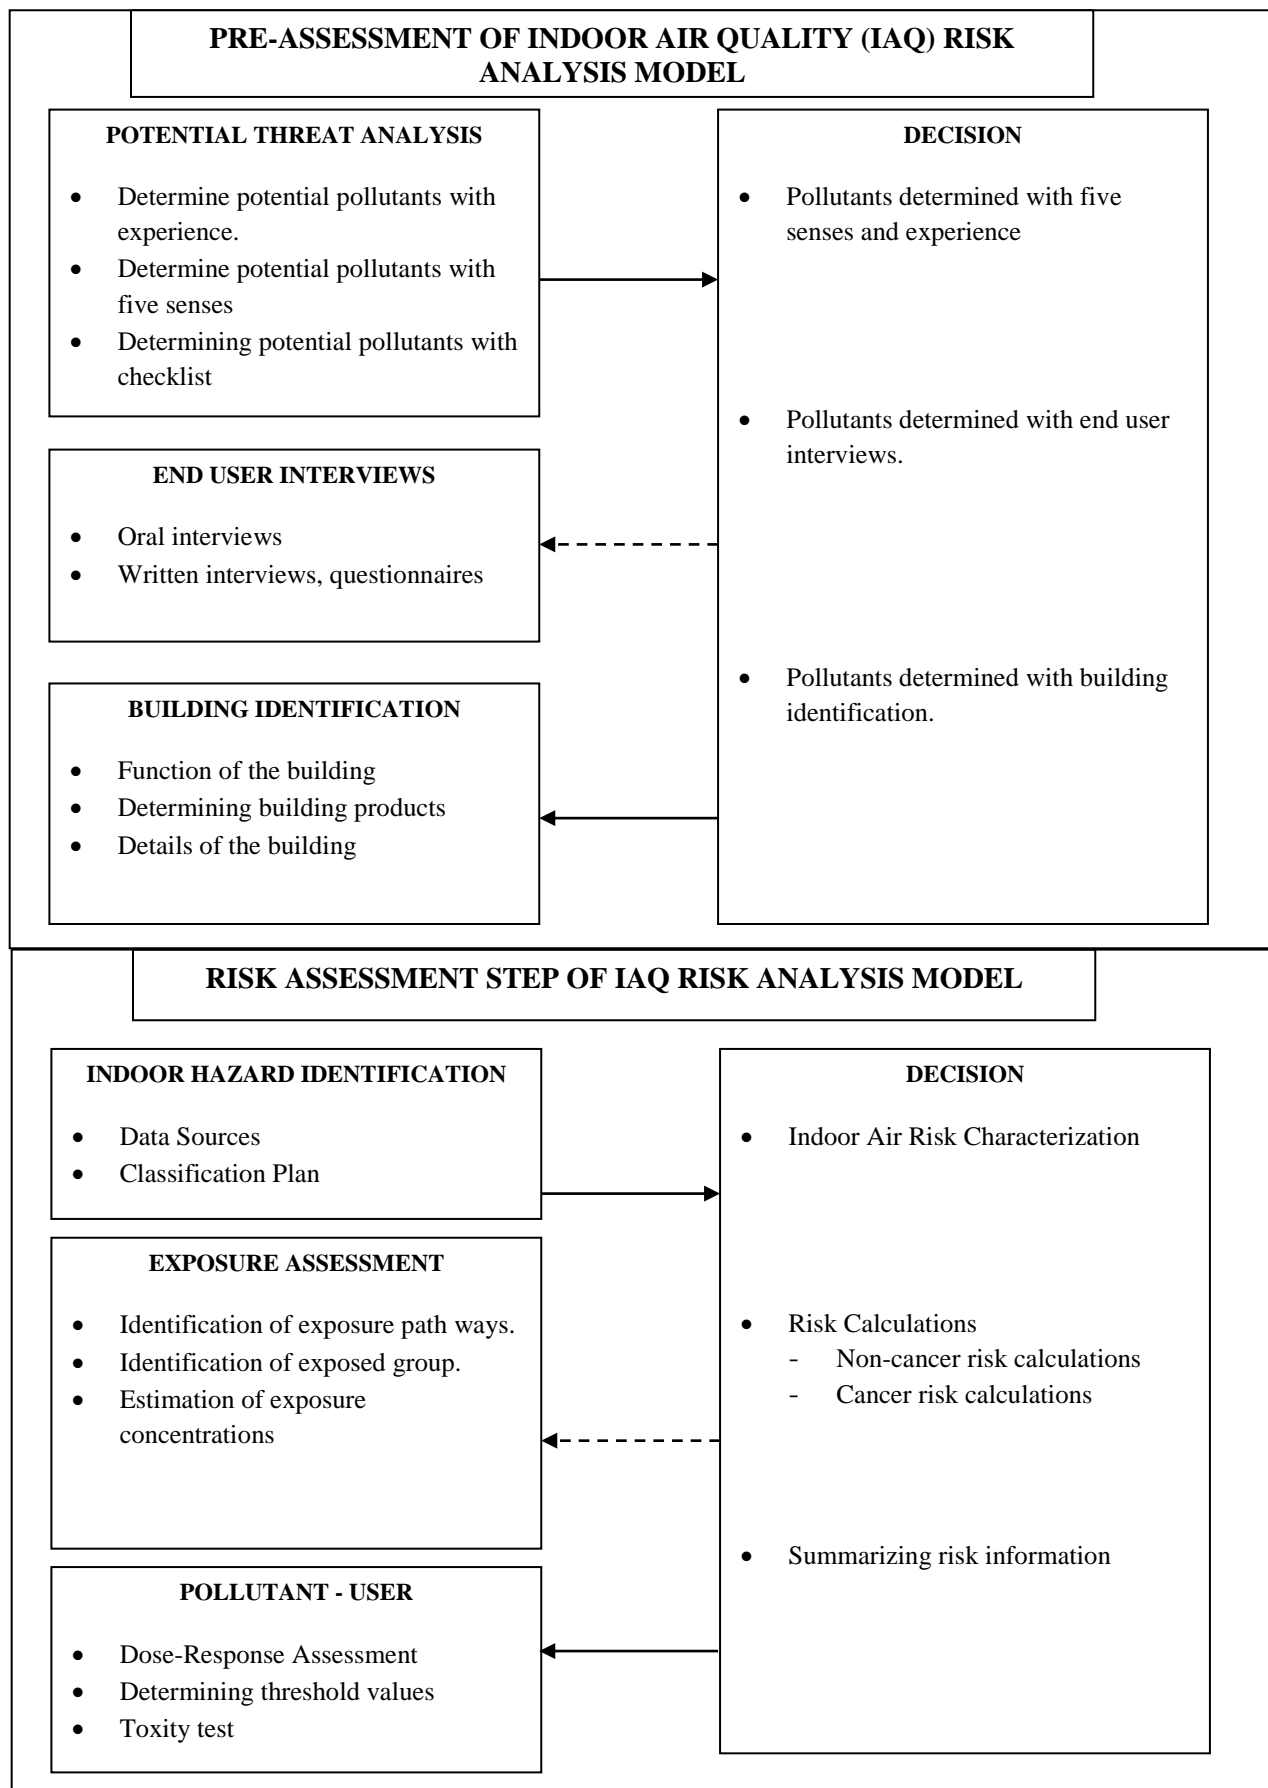 PRE-ASSESSMENT OF INDOOR AIR QUALITY (IAQ) RISK
ANALYSIS MODEL
POTENTIAL THREAT ANALYSIS
• Determine potential pollutants with
experience.
• Determine potential pollutants with
five senses
• Determining potential pollutants with
checklist
END USER INTERVIEWS
• Oral interviews
• Written interviews, questionnaires
BUILDING IDENTIFICATION
• Function of the building
• Determining building products
• Details of the building
DECISION
• Pollutants determined with five
senses and experience
• Pollutants determined with end user
interviews.
• Pollutants determined with building
identification.
RISK ASSESSMENT STEP OF IAQ RISK ANALYSIS MODEL
INDOOR HAZARD IDENTIFICATION
• Data Sources
• Classification Plan
EXPOSURE ASSESSMENT
• Identification of exposure path ways.
• Identification of exposed group.
• Estimation of exposure
concentrations
POLLUTANT - USER
• Dose-Response Assessment
• Determining threshold values
• Toxity test
DECISION
• Indoor Air Risk Characterization
• Risk Calculations
- Non-cancer risk calculations
- Cancer risk calculations
• Summarizing risk information